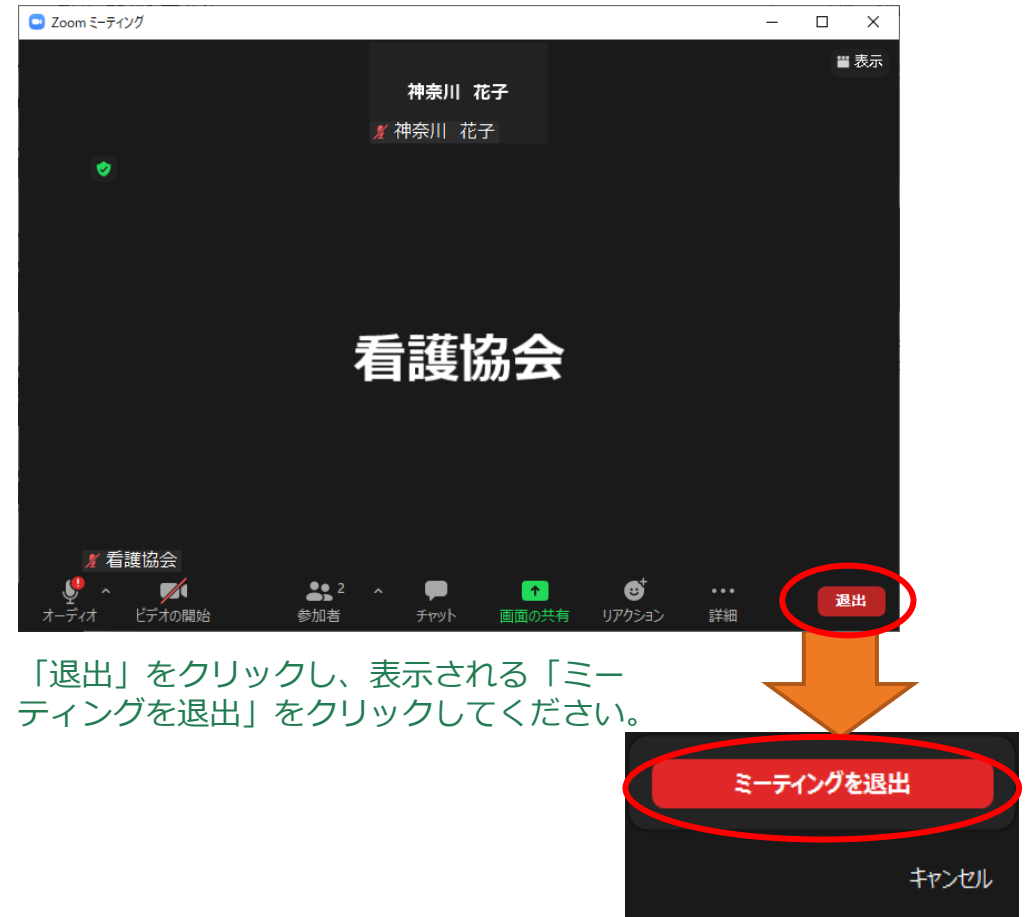 Zoom ミーティング
表示
神奈川　花子
神奈川　花子
看護協会
看護協会
2
オーディオ ビデオの開始 参加者 チャット 画面の共有 リアクション 詳細 退出
「退出」をクリックし、表示される「ミー
ティングを退出」をクリックしてください。
ミーティングを退出
キャンセル